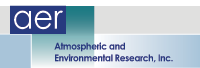 aer
Atmospheric and
Environmental Research, Inc.